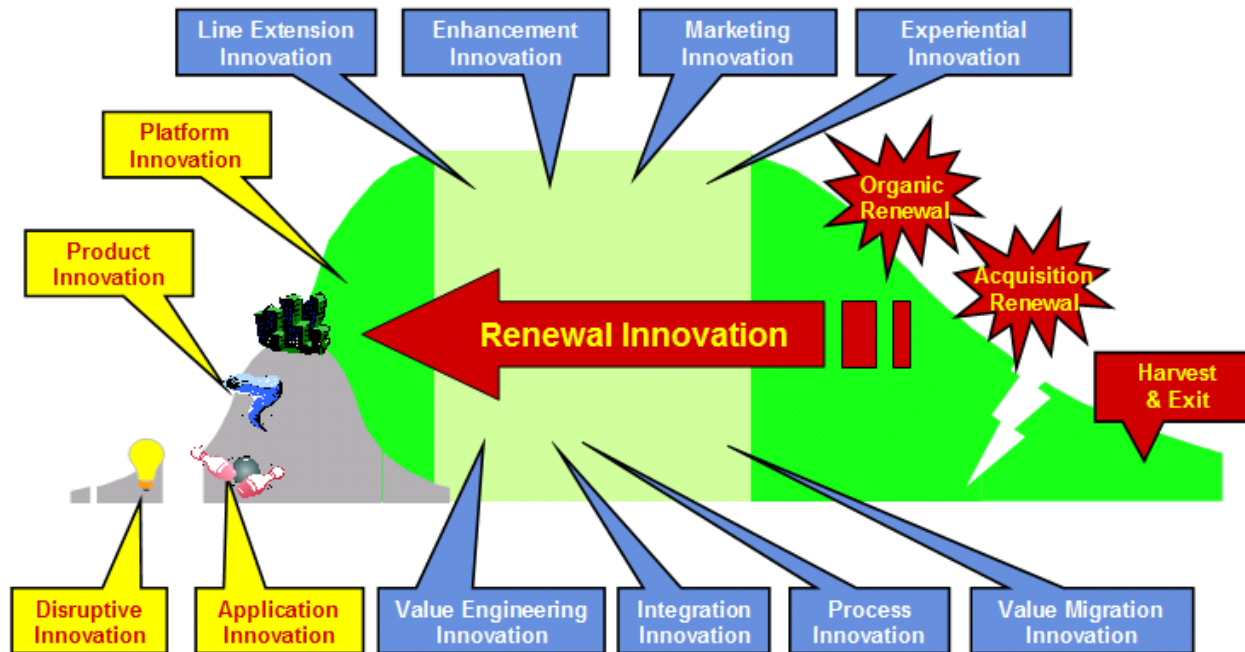 Line Extension
Innovation
Enhancement
Innovation
Marketing
Innovation
Experiential
Innovation
Platform
Innovation
Organic
Renewal
Product
Innovation
Acquisition
Renewal
Renewal Innovation
Harvest
& Exit
Disruptive
Innovation
Application
Innovation
Value Engineering
Innovation
Integration
Innovation
Process
Innovation
Value Migration
Innovation